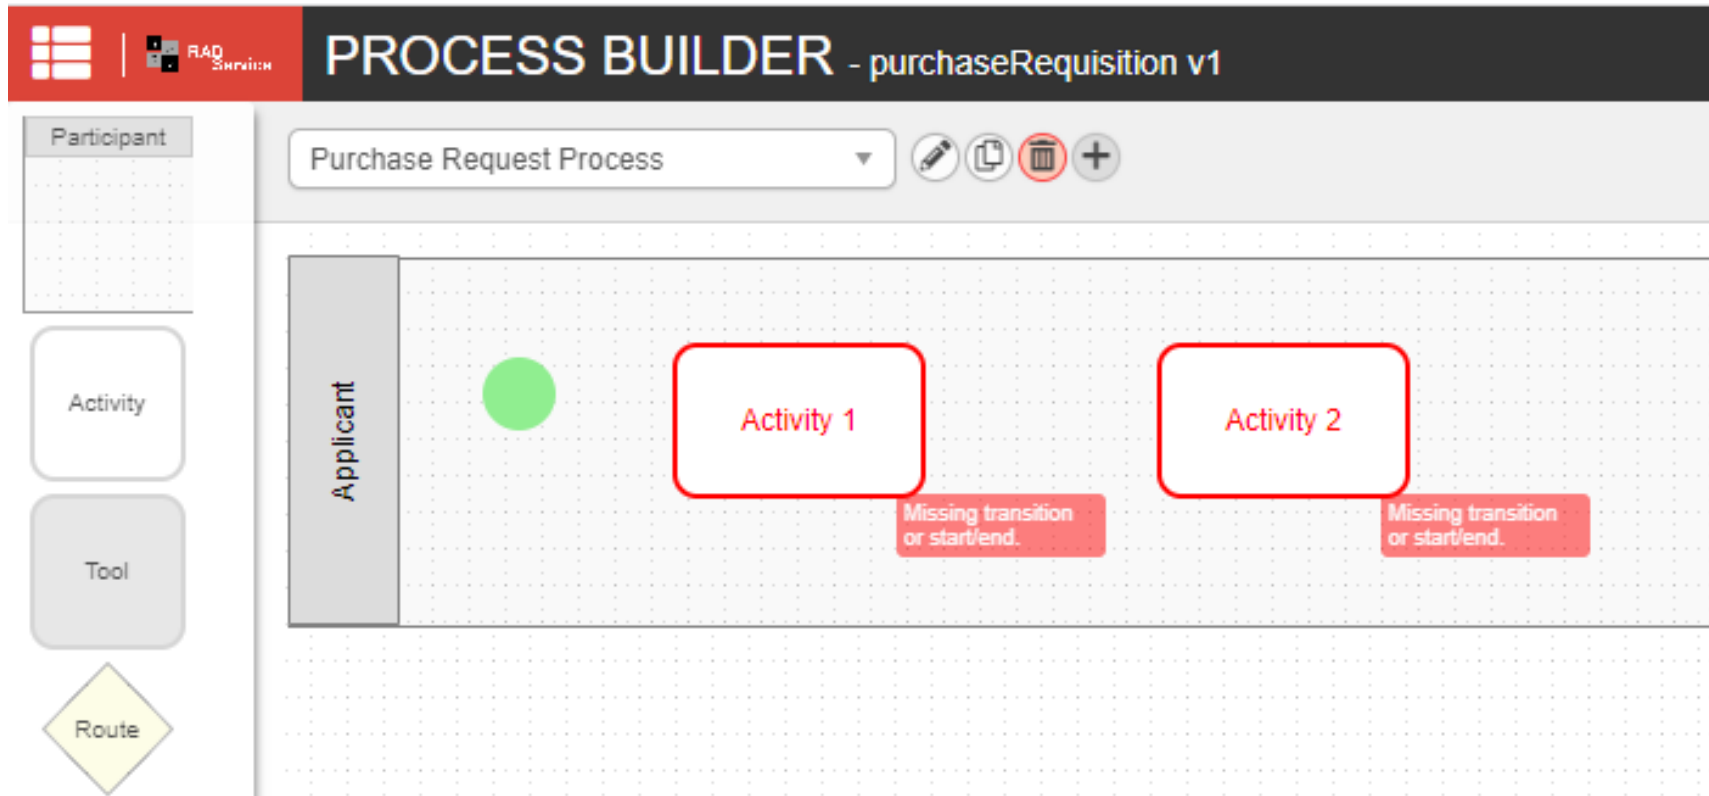 RAD
Service
PROCESS BUILDER - purchaseRequisition v1
Participant
Purchase Request Process
Activity
Tool
Route
Applicant
Activity 1
Missing transition
or start/end.
Activity 2
Missing transition
or start/end.